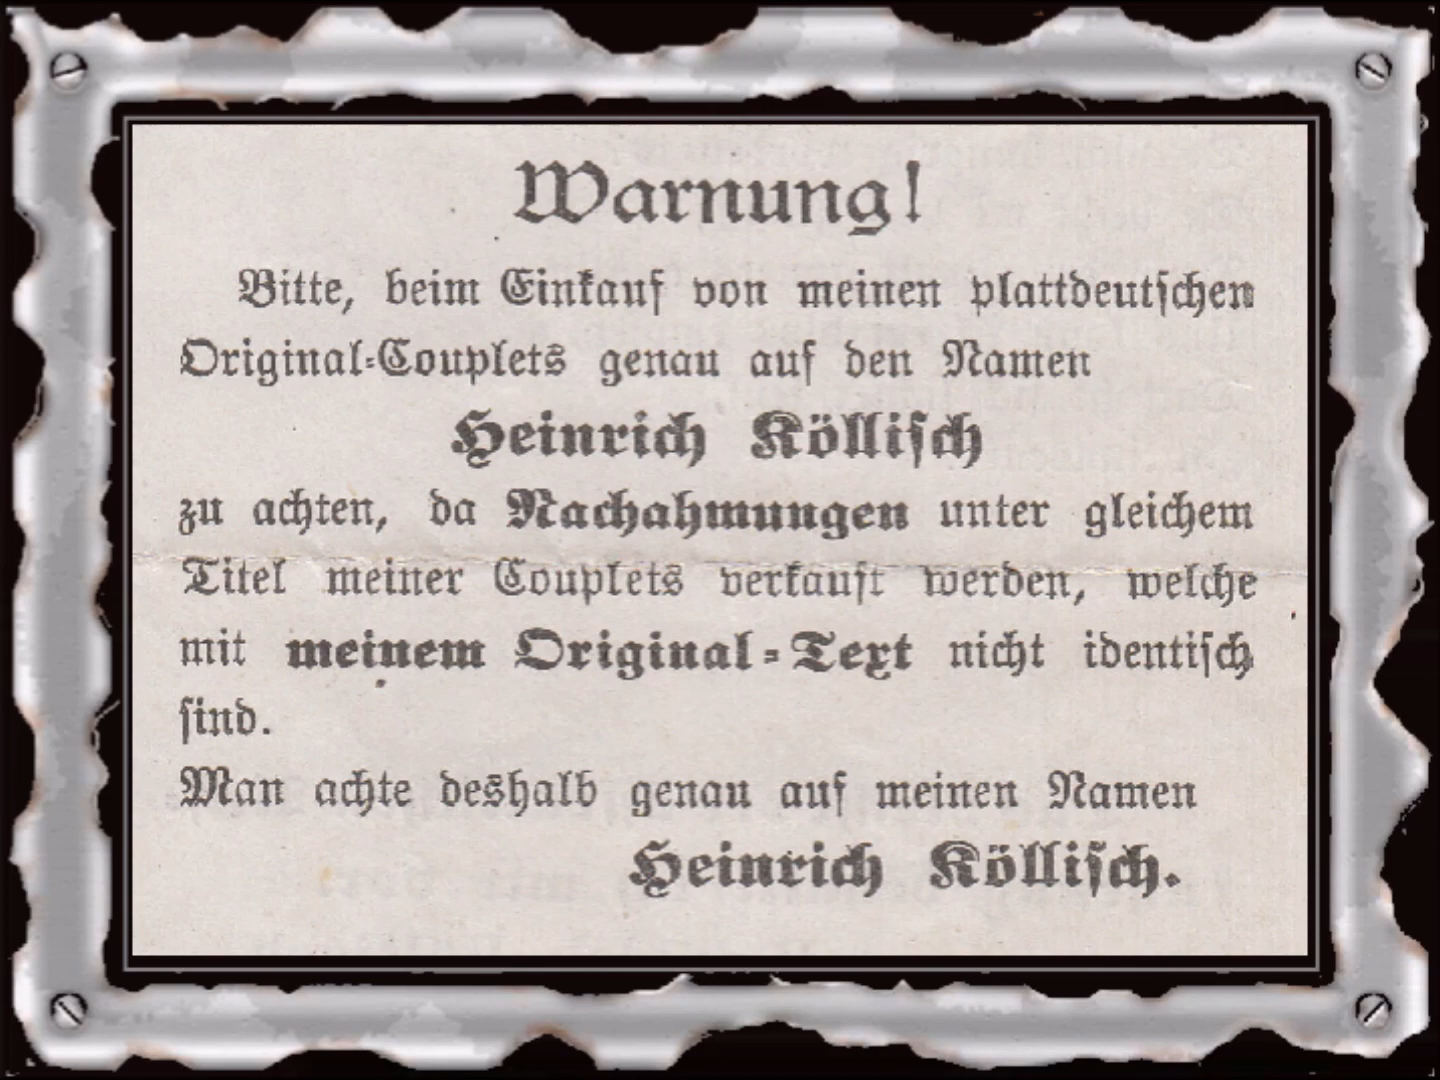 Warnung!
Bitte, beim Einkauf von meinen plattdeutschen
Original-Couplets genau auf den Namen
Heinrich Köllisch
zu achten, da Nachahmungen unter gleichem
Titel meiner Couplets verkauft werden, welche
mit meinem Original-Text nicht identisch
sind.
Man achte deshalb genau auf meinen Namen
Heinrich Köllisch.